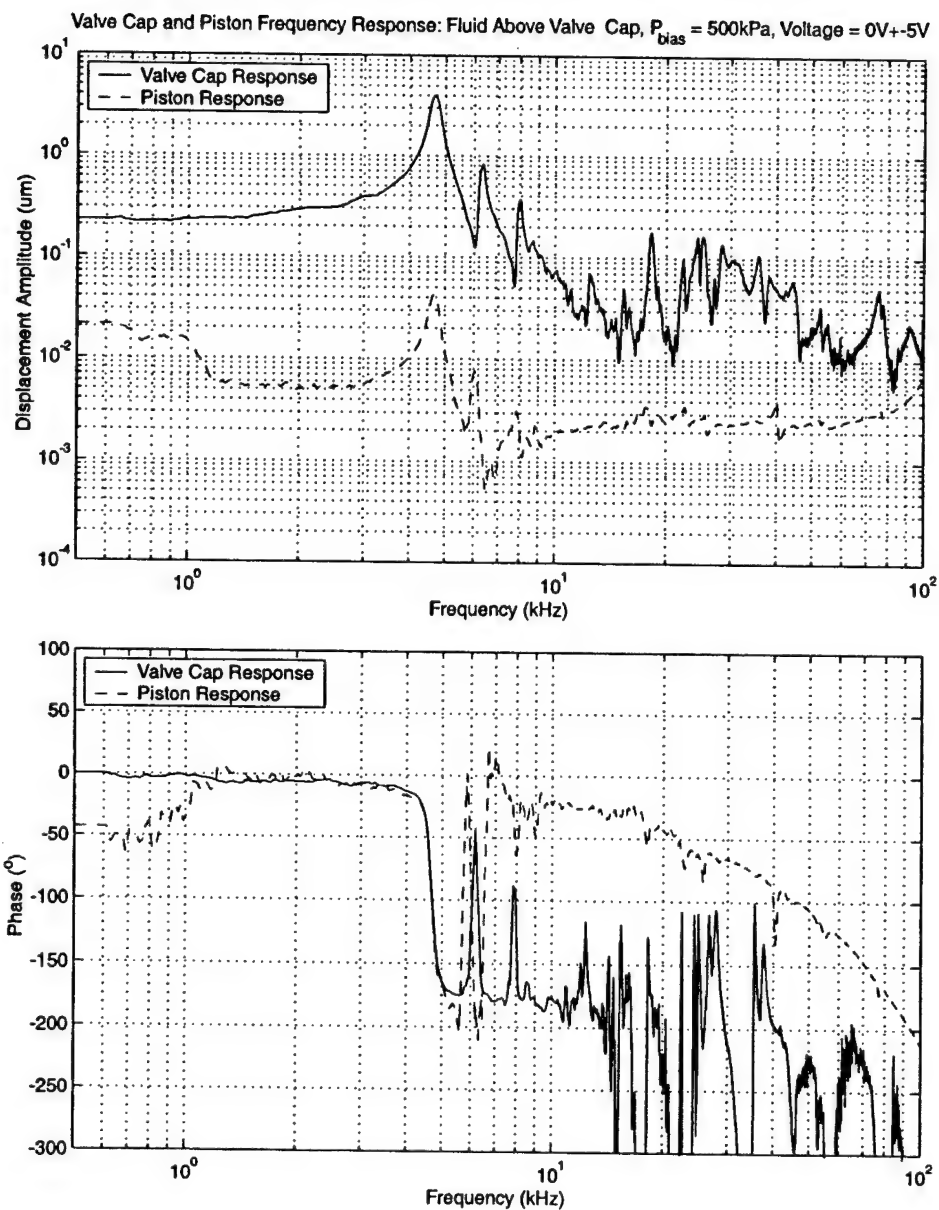 Valve Cap and Piston Frequency Response: Fluid Above Valve Cap, P_bias = 500kPa, Voltage = 0V+-5V
Valve Cap Response
Piston Response
10^1
10^0
10^-1
10^-2
10^-3
10^-4
Displacement Amplitude (um)
10^0
10^1
10^2
Frequency (kHz)
Valve Cap Response
Piston Response
100
50
0
-50
-100
-150
-200
-250
-300
Phase (°)
10^0
10^1
10^2
Frequency (kHz)